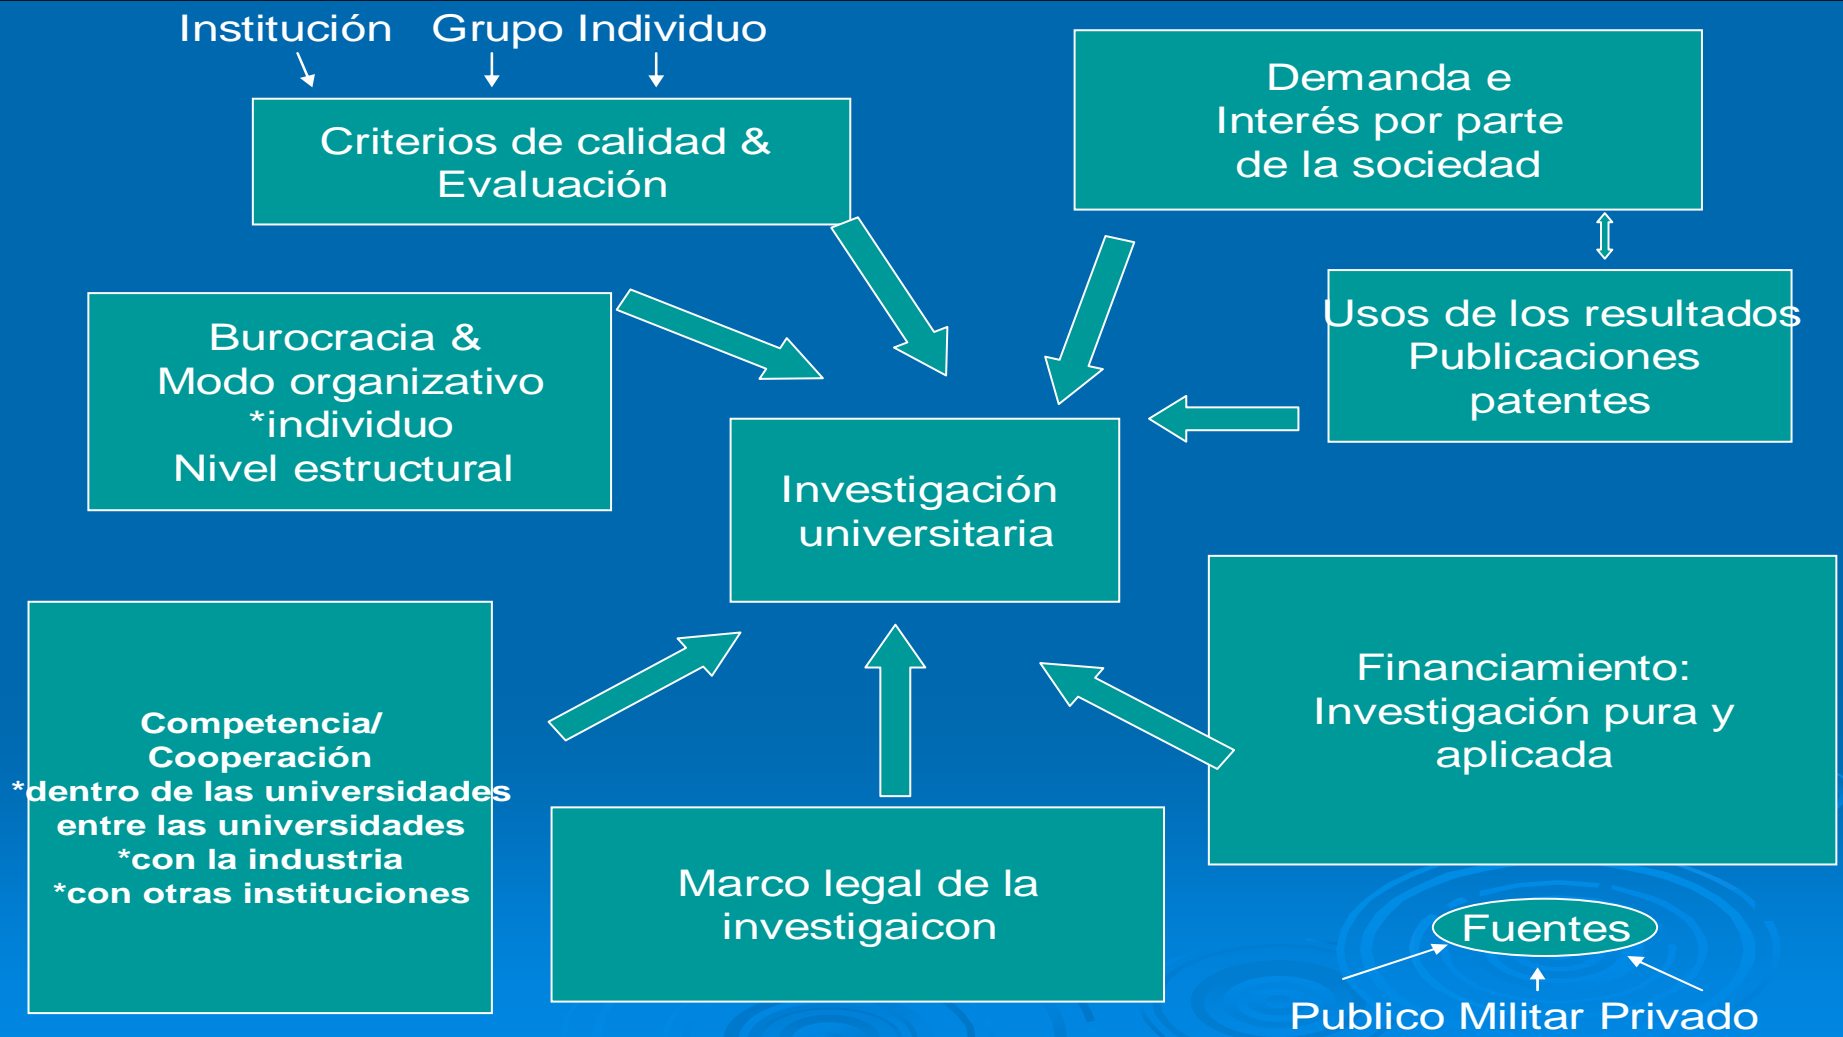 Institución Grupo Individuo
Criterios de calidad &
Evaluación
Demanda e
Interés por parte
de la sociedad
Burocracia &
Modo organizativo
*individuo
Nivel estructural
Usos de los resultados
Publicaciones
patentes
Investigación
universitaria
Competencia/
Cooperación
*dentro de las universidades
entre las universidades
*con la industria
*con otras instituciones
Marco legal de la
investigaicon
Financiamiento:
Investigación pura y
aplicada
Fuentes
Publico Militar Privado